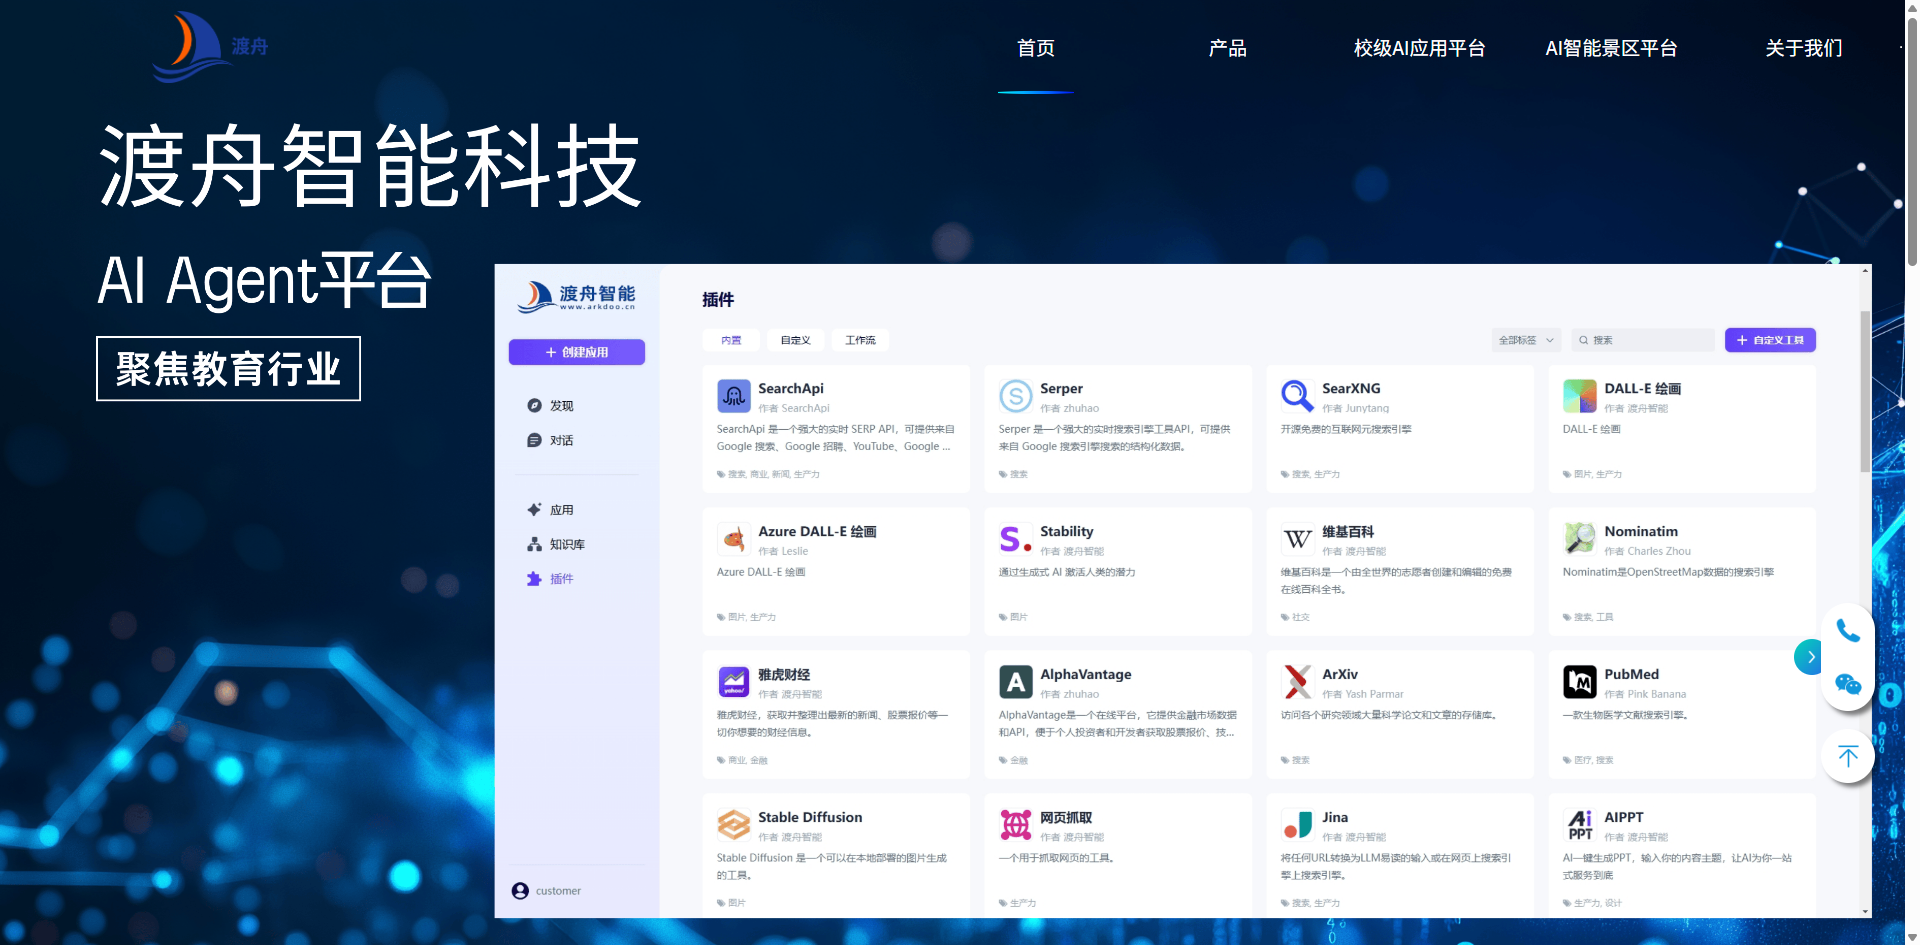 渡舟
首页
产品
校级AI应用平台
AI智能景区平台
关于我们
渡舟智能科技
AI Agent平台
聚焦教育行业
渡舟智能
www.arkdoo.cn
创建应用
发现
对话
应用
知识库
插件
customer
插件
内置
自定义
工作流
全部标签
搜索
自定义工具
SearchApi
作者 SearchApi
SearchApi 是一个强大的实时 SERP API，可提供来自
Google 搜索、Google 招聘、YouTube、Google ...
搜索, 商业, 新闻, 生产力
Serper
作者 zhuhao
Serper 是一个强大的实时搜索引擎工具API，可提供
来自 Google 搜索引擎搜索的结构化数据。
搜索
SearXNG
作者 Junytang
开源免费的互联网元搜索引擎
搜索, 生产力
DALL-E 绘画
作者 渡舟智能
DALL-E 绘画
图片, 生产力
Azure DALL-E 绘画
作者 Leslie
Azure DALL-E 绘画
图片, 生产力
S.
Stability
作者 渡舟智能
通过生成式 AI 激活人类的潜力
图片
W
维基百科
作者 渡舟智能
维基百科是一个由全世界的志愿者创建和编辑的免费
在线百科全书。
社交
Nominatim
作者 Charles Zhou
Nominatim是OpenStreetMap数据的搜索引擎
搜索, 工具
yahoo!
雅虎财经
作者 渡舟智能
雅虎财经，获取并整理出最新的新闻、股票报价等一
切你想要的财经信息。
商业, 金融
A
AlphaVantage
作者 zhuhao
AlphaVantage是一个在线平台，它提供金融市场数据
和API，便于个人投资者和开发者获取股票报价、技...
金融
ArXiv
作者 Yash Parmar
访问各个研究领域大量科学论文和文章的存储库。
搜索
PubMed
作者 Pink Banana
一款生物医学文献搜索引擎。
医疗, 搜索
Stable Diffusion
作者 渡舟智能
Stable Diffusion 是一个可以在本地部署的图片生成
的工具。
图片
网页抓取
作者 渡舟智能
一个用于抓取网页的工具。
生产力
Jina
作者 渡舟智能
将任何URL转换为LLM易读的输入或在网页上搜索引
擎上搜索引擎。
搜索, 生产力
Ai
PPT
AIPPT
作者 渡舟智能
AI一键生成PPT，输入你的内容主题，让AI为你一站
式服务到底
生产力, 设计